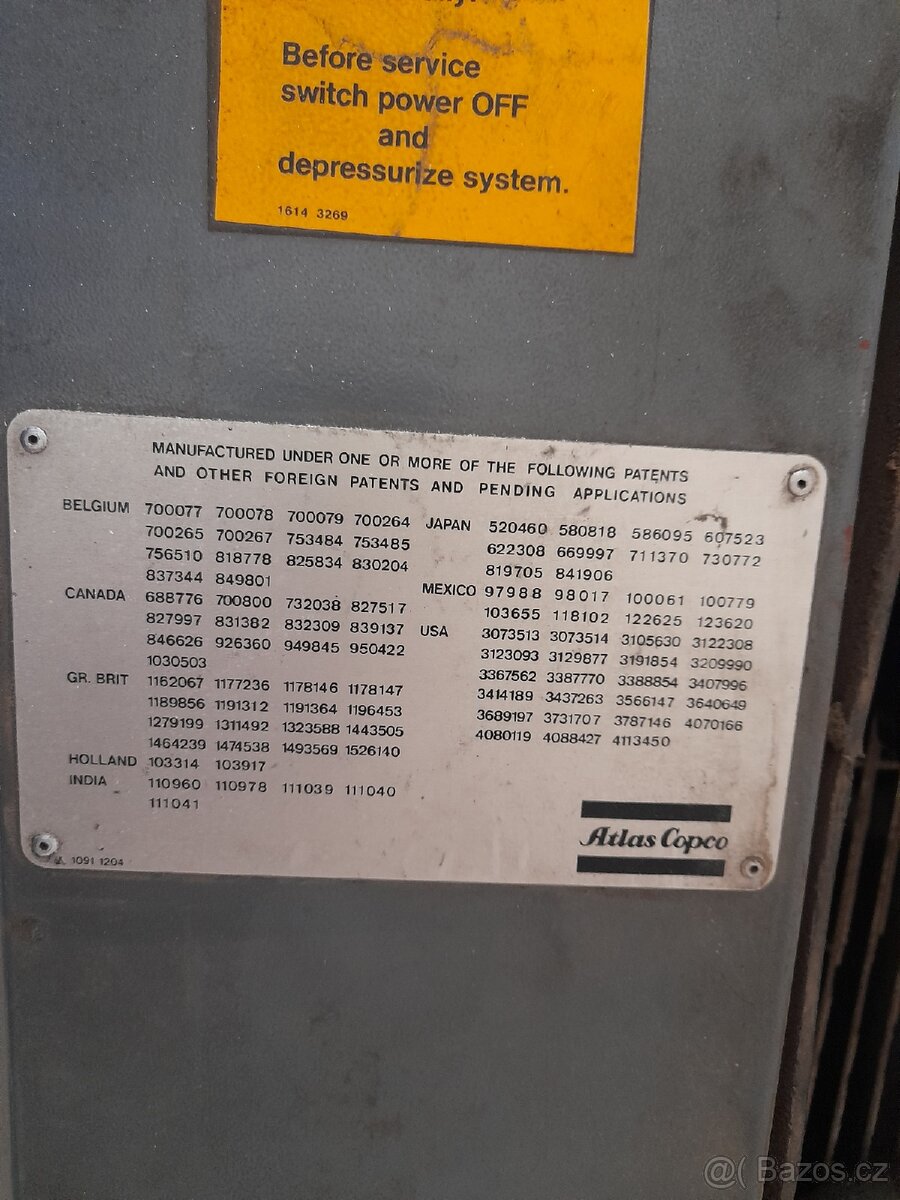 Before service
switch power OFF
and
depressurize system.
1614 3269
MANUFACTURED UNDER ONE OR MORE OF THE FOLLOWING PATENTS
AND OTHER FOREIGN PATENTS AND PENDING APPLICATIONS
BELGIUM 700077 700078 700079 700264
700265 700267 753484 753485
756510 818778 825834 830204
837344 849801
CANADA 688776 700800 732038 827517
827997 831382 832309 839137
846626 926360 949845 950422
1030503
GR. BRIT 1162067 1177236 1178146 1178147
1189856 1191312 1191364 1196453
1279199 1311492 1323588 1443505
1464239 1474538 1493569 1526140
HOLLAND 103314 103917
INDIA 110960 110978 111039 111040
111041
JAPAN 520460 580818 586095 607523
622308 669997 711370 730772
819705 841906
MEXICO 97988 98017 100061 100779
103655 118102 122625 123620
USA 3073513 3073514 3105630 3122308
3123093 3129877 3191854 3209990
3367562 3387770 3388854 3407996
3414189 3437263 3566147 3640649
3689197 3731707 3787146 4070166
4080119 4088427 4113450
Atlas Copco
1091 1204
@( Bazos.cz